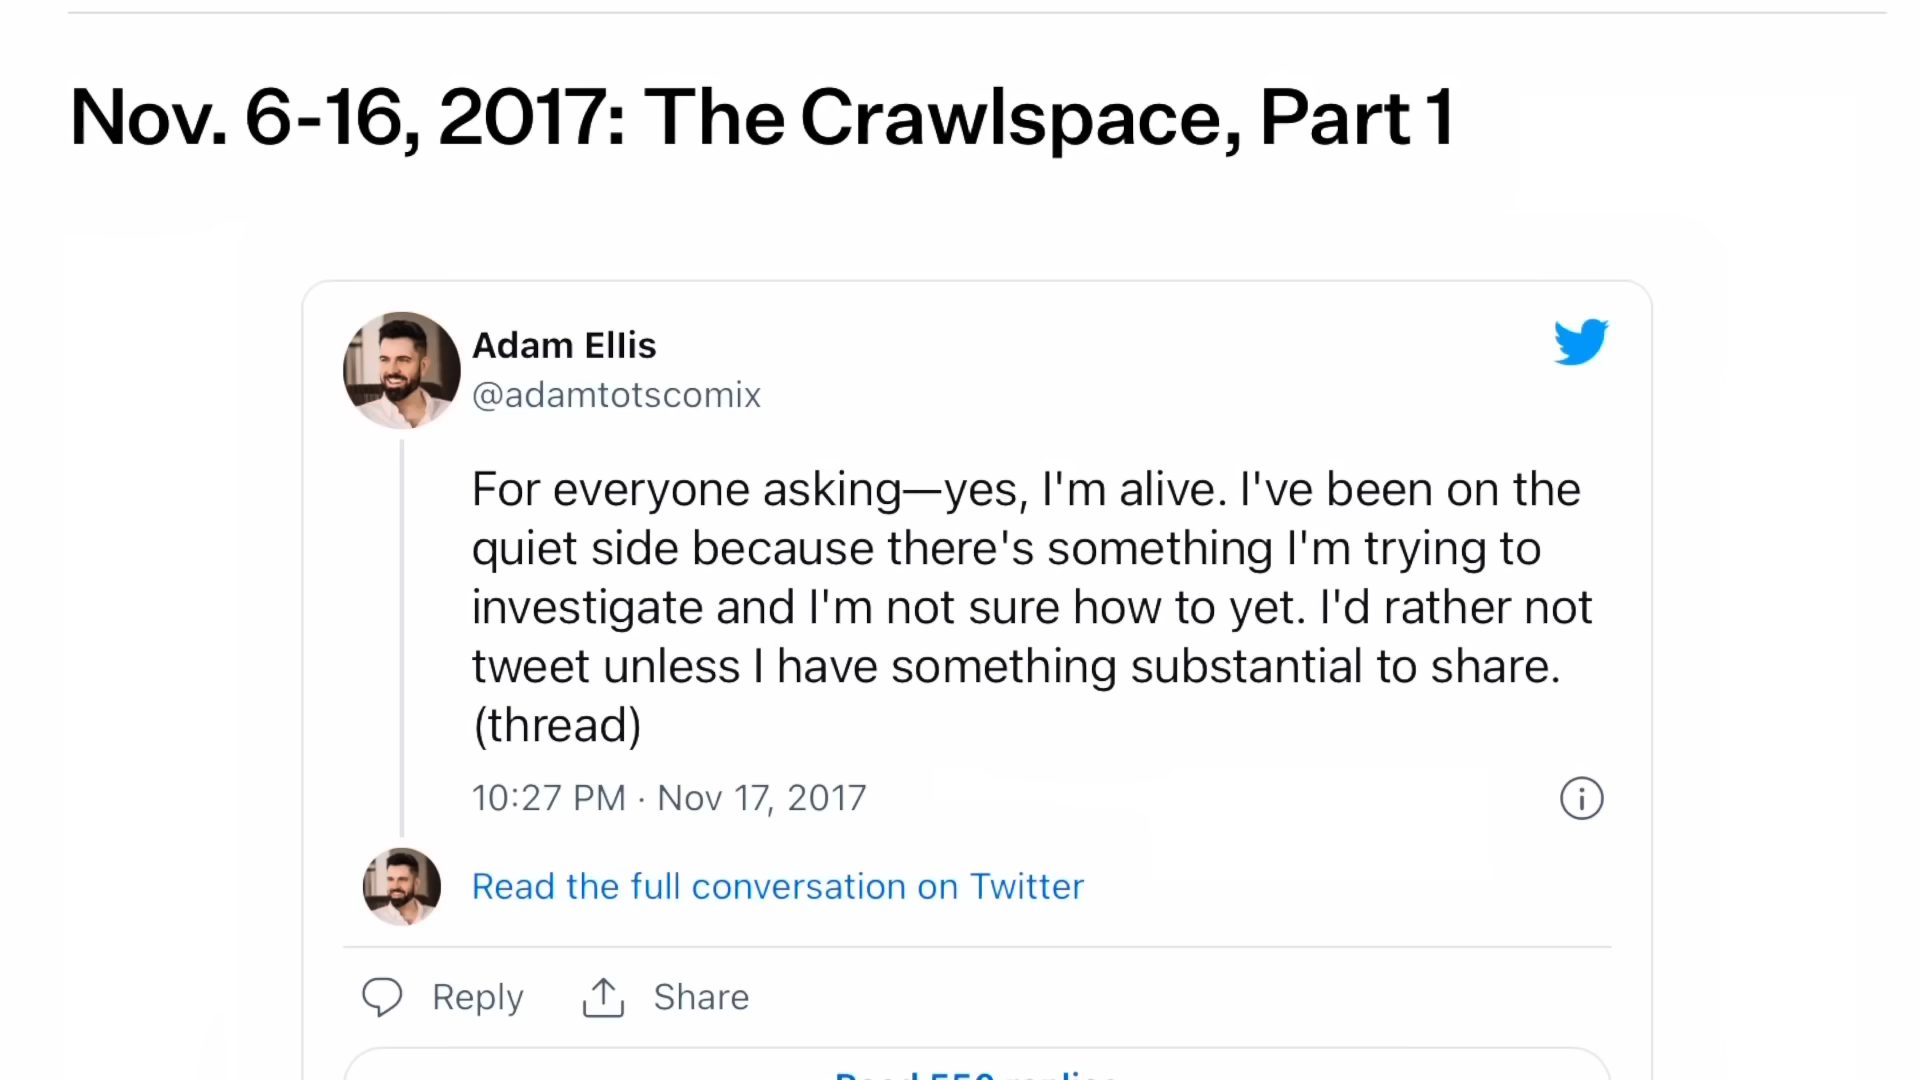 Nov. 6-16, 2017: The Crawlspace, Part 1
Adam Ellis
@adamtotscomix
For everyone asking—yes, I'm alive. I've been on the
quiet side because there's something I'm trying to
investigate and I'm not sure how to yet. I'd rather not
tweet unless I have something substantial to share.
(thread)
10:27 PM · Nov 17, 2017
Read the full conversation on Twitter
Reply Share
Read 550 replies